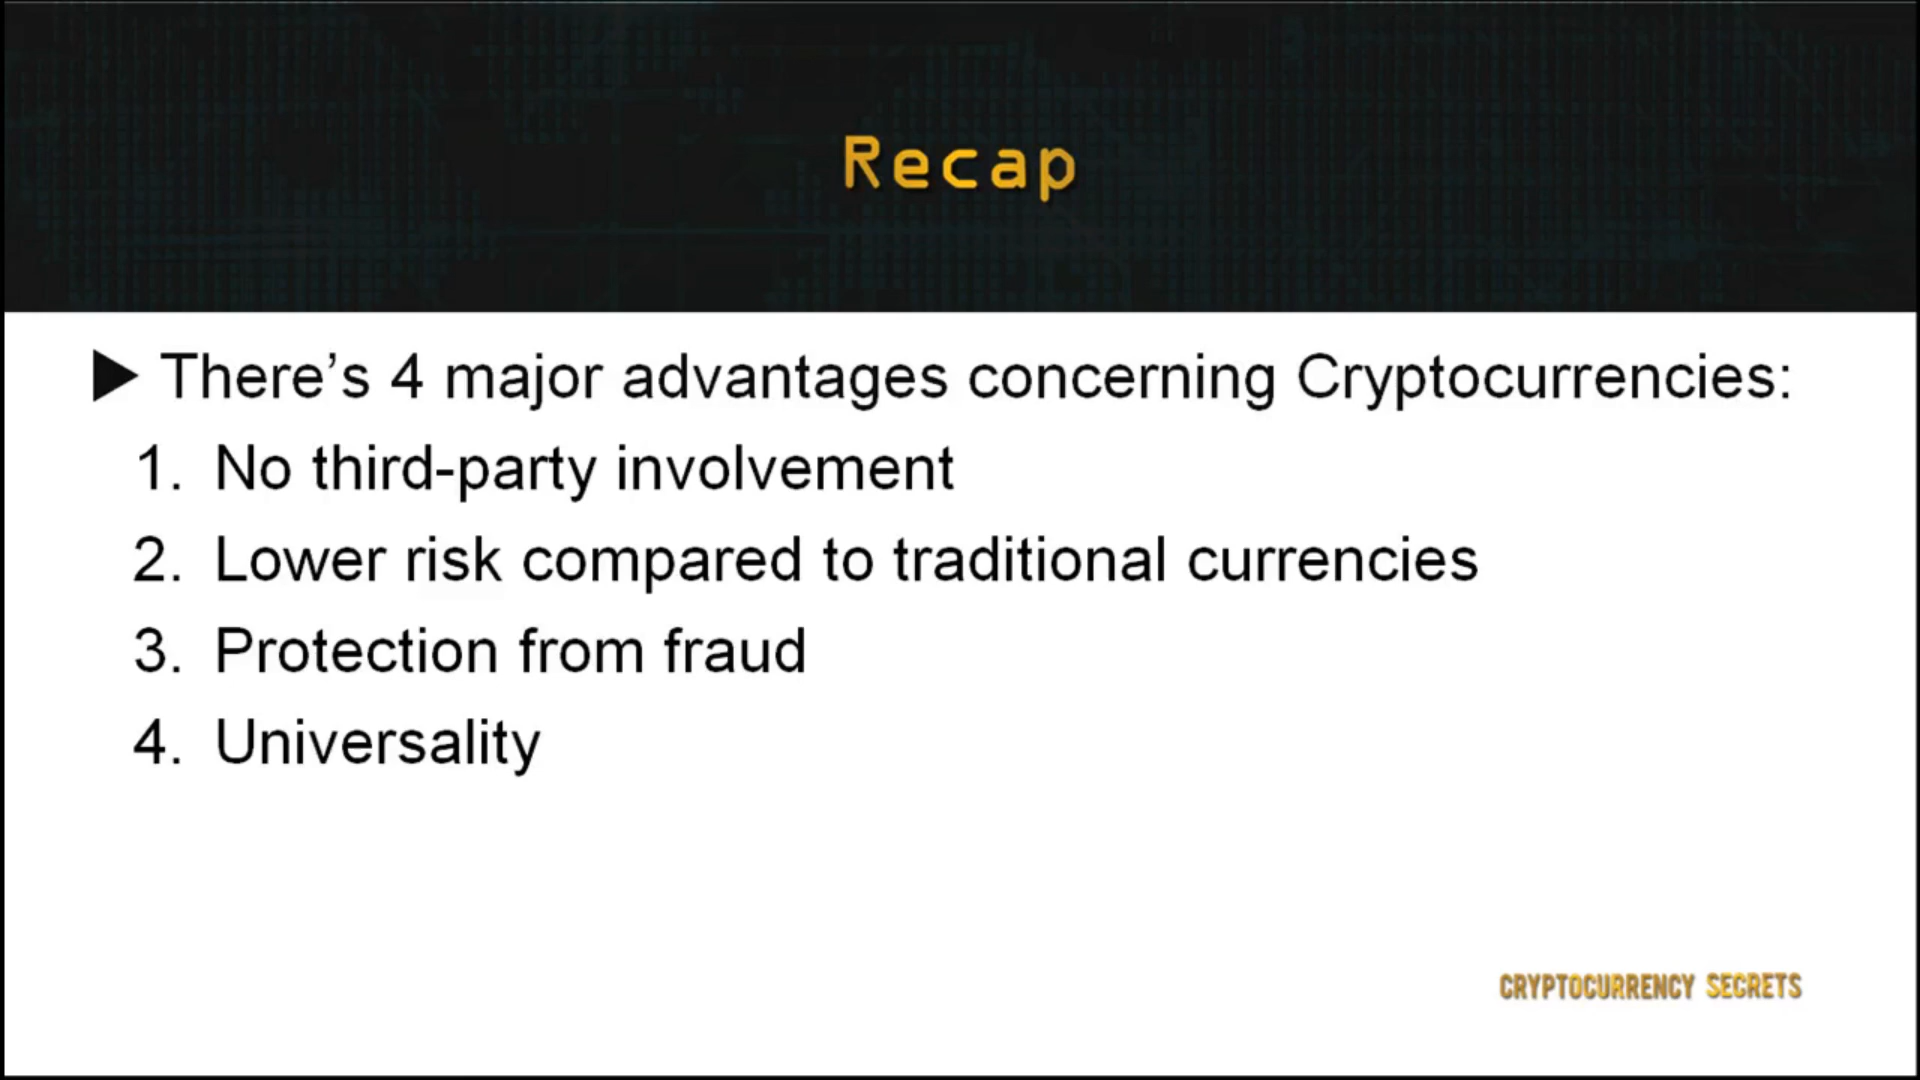 Recap
▶ There’s 4 major advantages concerning Cryptocurrencies:
1. No third-party involvement
2. Lower risk compared to traditional currencies
3. Protection from fraud
4. Universality
CRYPTOCURRENCY SECRETS